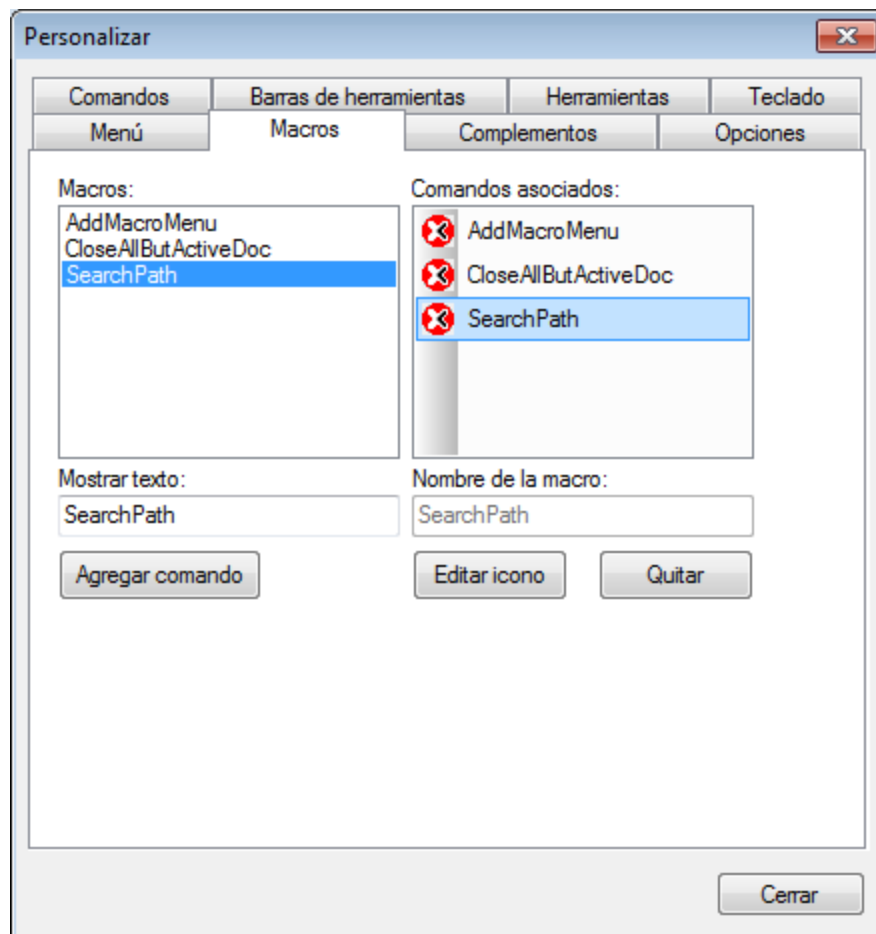 Personalizar
Comandos
Barras de herramientas
Herramientas
Teclado
Menú
Macros
Complementos
Opciones
Macros:
AddMacroMenu
CloseAllButActiveDoc
SearchPath
Comandos asociados:
AddMacroMenu
CloseAllButActiveDoc
SearchPath
Mostrar texto:
SearchPath
Nombre de la macro:
SearchPath
Agregar comando
Editar icono
Quitar
Cerrar